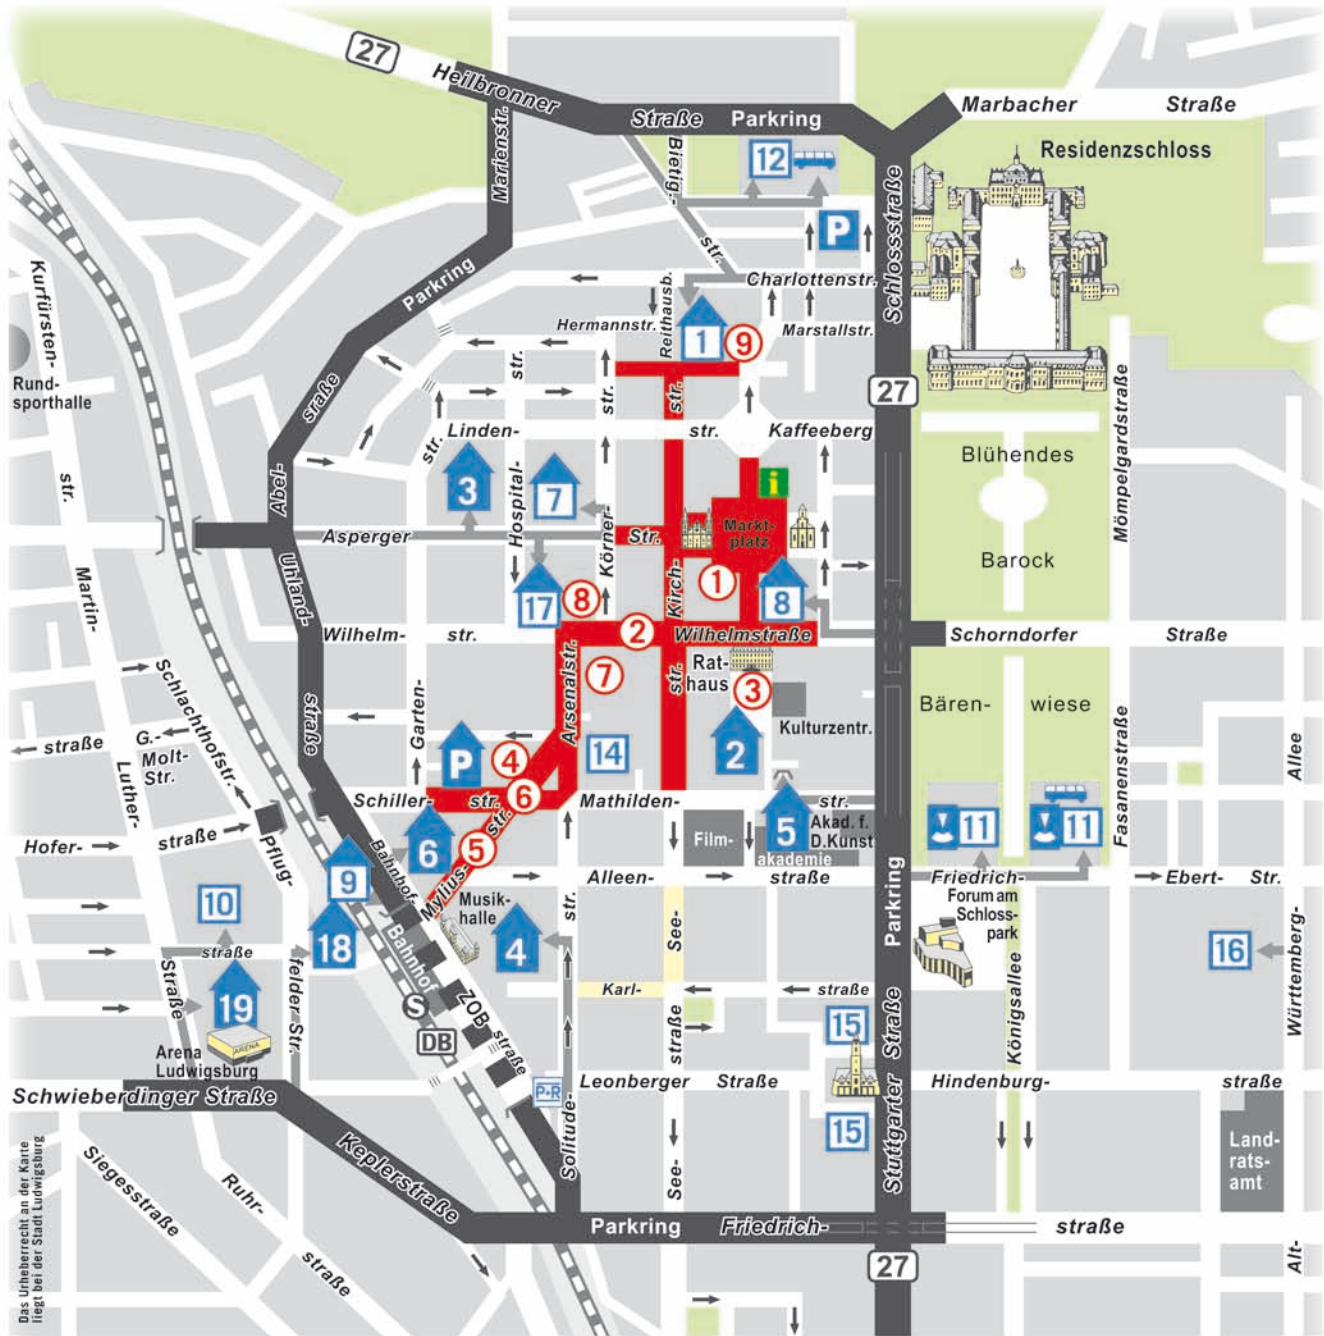 27
Heilbronner
Straße
Parkring
Marbacher
Straße
Residenzschloss
Marienstr.
Bietig.-
12
str.
P
Schlossstraße
Charlottenstr.
Parkring
Kurfürsten-
str.
Rund-
sporthalle
Reithausb.
Hermannstr.
Marstallstr.
1
9
27
str.
str.
str.
sraße
Abel-
str.
Linden-
str.
Kaffeeberg
Blühendes
Barock
Mömpelgardstraße
3
7
Hospital-
i
Markt-
platz
Asperger
Str.
Körner-
Kirch-
Uhland-
straße
Martin-
17
8
1
8
Wilhelm-
str.
2
Wilhelmstraße
Schorndorfer
Straße
Schlachthofstr.
Arsenalstr.
7
str.
Rat-
haus
3
Kulturzentr.
Bären-
wiese
Garten-
straße
G.-
Molt-
Str.
Luther-
P
4
14
2
Fasanenstraße
Allee
Schiller-
str.
6
Mathilden-
str.
Hofer-
straße
Pflug-
6
5
str.
Film-
akademie
5
Akad. f.
D.Kunst
11
11
Bahnhof-
Mylius-
9
Alleen-
straße
Parkring
Friedrich-
Ebert-
Str.
10
Musik-
halle
4
str.
See-
Forum am
Schloss-
park
Württemberg-
16
18
Bahnhof
straße
Straße
felder Str.
19
Arena
Ludwigsburg
ARENA
S
DB
ZOB
straße
Karl-
straße
Königsallee
15
straße
P+R
Leonberger
Straße
Stuttgarter Straße
Hindenburg-
straße
Schwieberdinger Straße
Solitude-
15
Land-
rats-
amt
Keplerstraße
See-
Siegesstraße
Ruhr-
straße
Parkring
Friedrich-
straße
27
Alt-
Das Urheberrecht an der Karte
liegt bei der Stadt Ludwigsburg